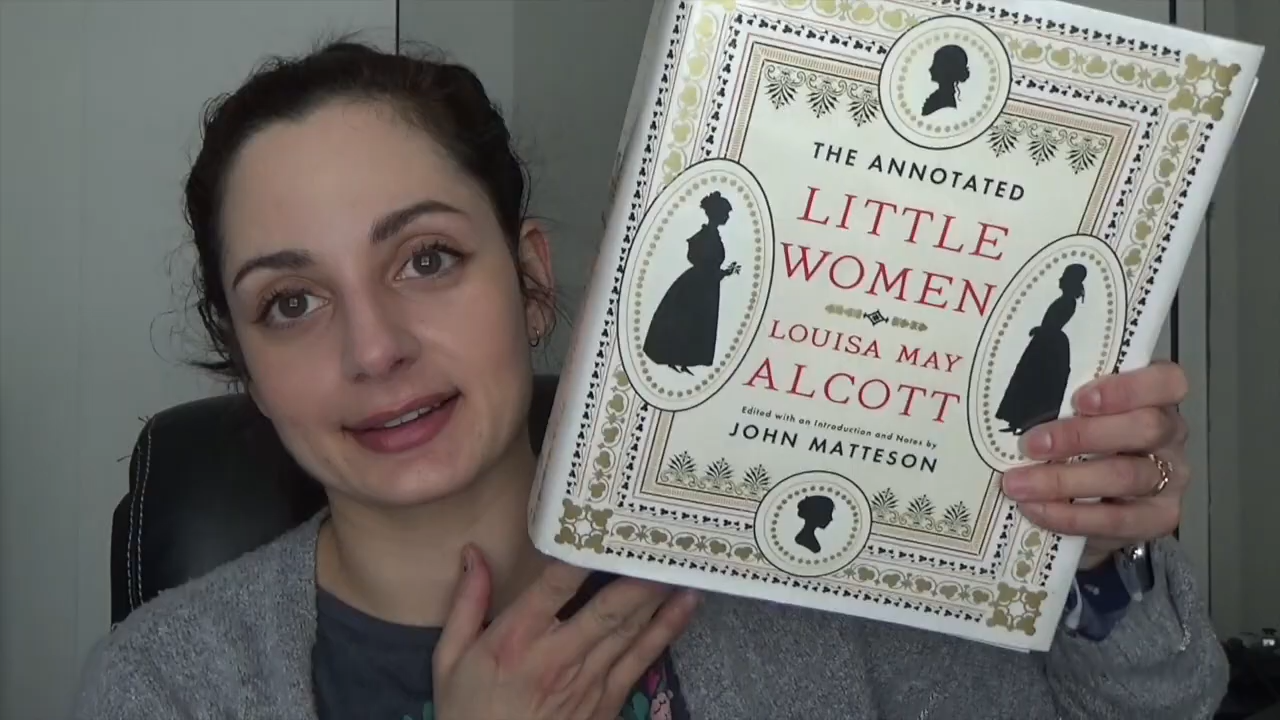 THE ANNOTATED
LITTLE
WOMEN
LOUISA MAY
ALCOTT
Edited with an Introduction and Notes by
JOHN MATTESON